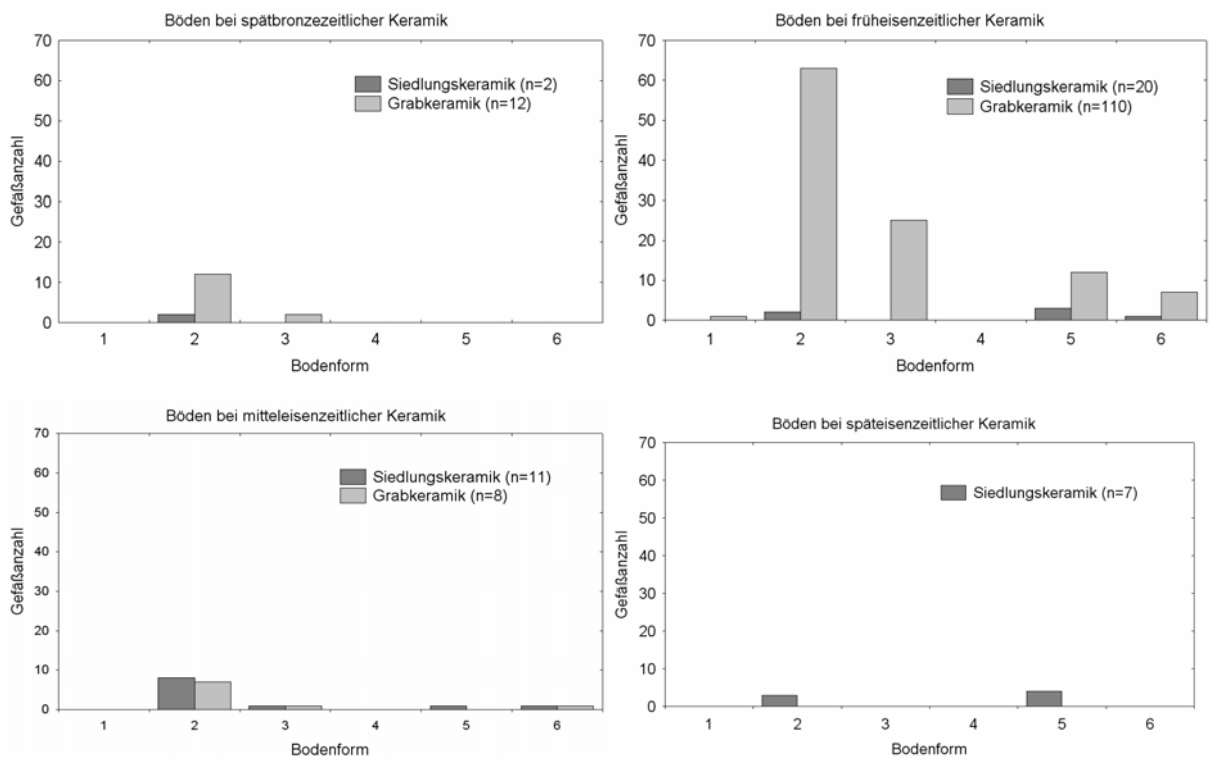 Böden bei spätbronzezeitlicher Keramik
70
60
50
40
30
20
10
0
Gefäßanzahl
Siedlungskeramik (n=2)
Grabkeramik (n=12)
1 2 3 4 5 6
Bodenform
Böden bei früheisenzeitlicher Keramik
70
60
50
40
30
20
10
0
Gefäßanzahl
Siedlungskeramik (n=20)
Grabkeramik (n=110)
1 2 3 4 5 6
Bodenform
Böden bei mitteleisenzeitlicher Keramik
70
60
50
40
30
20
10
0
Gefäßanzahl
Siedlungskeramik (n=11)
Grabkeramik (n=8)
1 2 3 4 5 6
Bodenform
Böden bei späteisenzeitlicher Keramik
70
60
50
40
30
20
10
0
Gefäßanzahl
Siedlungskeramik (n=7)
1 2 3 4 5 6
Bodenform